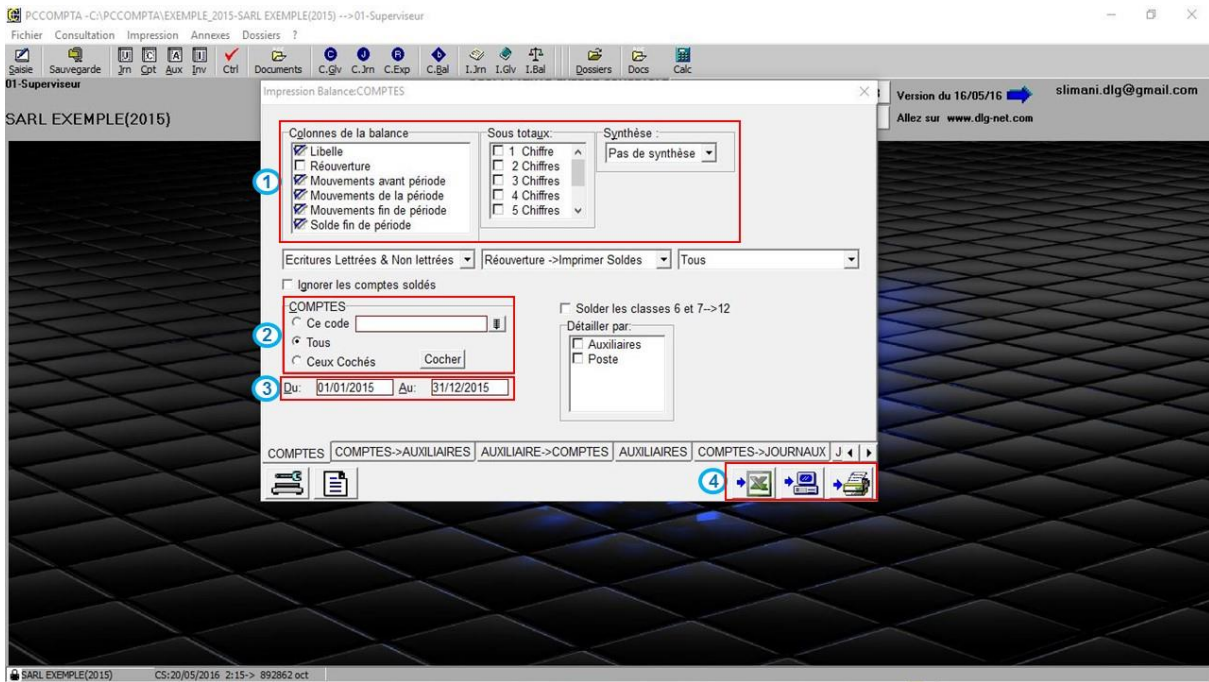 PCCOMPTA -C:\PCCOMPTA\EXEMPLE_2015-SARL EXEMPLE(2015) -->01-Superviseur
Fichier Consultation Impression Annexes Dossiers ?
U C A I C J B C
Saisie Sauvegarde Jrn Cpt Aux Inv Ctrl Documents C.Glv C.Jrn C.Exp C.Bal I.Jrn I.Glv I.Bal Dossiers Docs Calc
01-Superviseur
SARL EXEMPLE(2015)
Version du 16/05/16
slimani.dlg@gmail.com
Allez sur www.dlg-net.com
Impression Balance:COMPTES
1
Colonnes de la balance
Libelle
Réouverture
Mouvements avant période
Mouvements de la période
Mouvements fin de période
Solde fin de période
Sous totaux:
1 Chiffre
2 Chiffres
3 Chiffres
4 Chiffres
5 Chiffres
Synthèse :
Pas de synthèse
Ecritures Lettrées & Non lettrées
Réouverture ->Imprimer Soldes
Tous
Ignorer les comptes soldés
2
COMPTES
Ce code
Tous
Ceux Cochés
Cocher
Solder les classes 6 et 7-->12
Détailler par:
Auxiliaires
Poste
3
Du: 01/01/2015 Au: 31/12/2015
COMPTES COMPTES->AUXILIAIRES AUXILIAIRE->COMPTES AUXILIAIRES COMPTES->JOURNAUX J
4
SARL EXEMPLE(2015) CS:20/05/2016 2:15-> 892862 oct